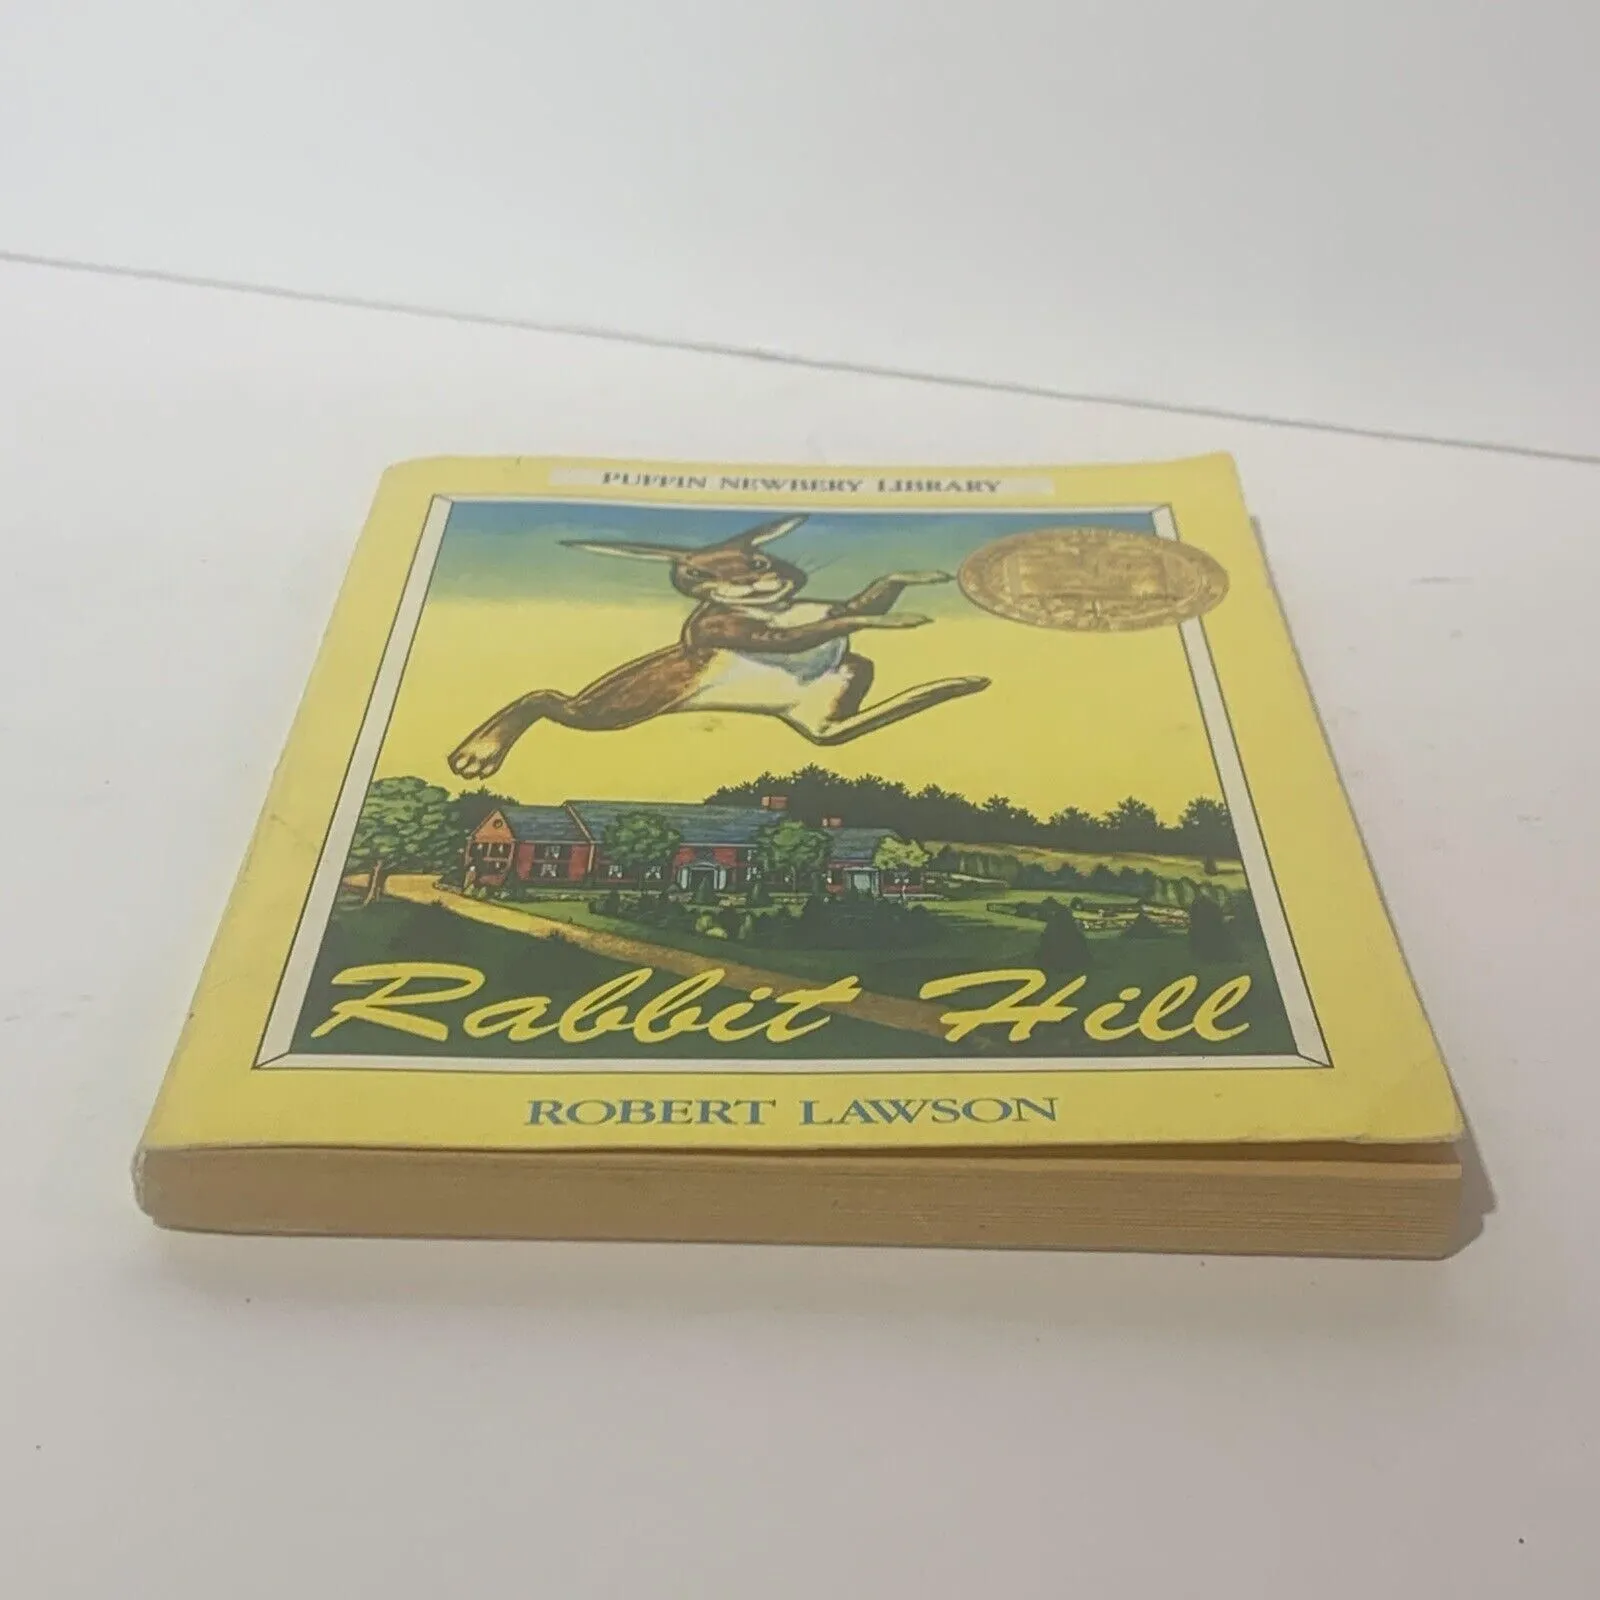 PUFFIN NEWBERY LIBRARY
Rabbit Hill
ROBERT LAWSON